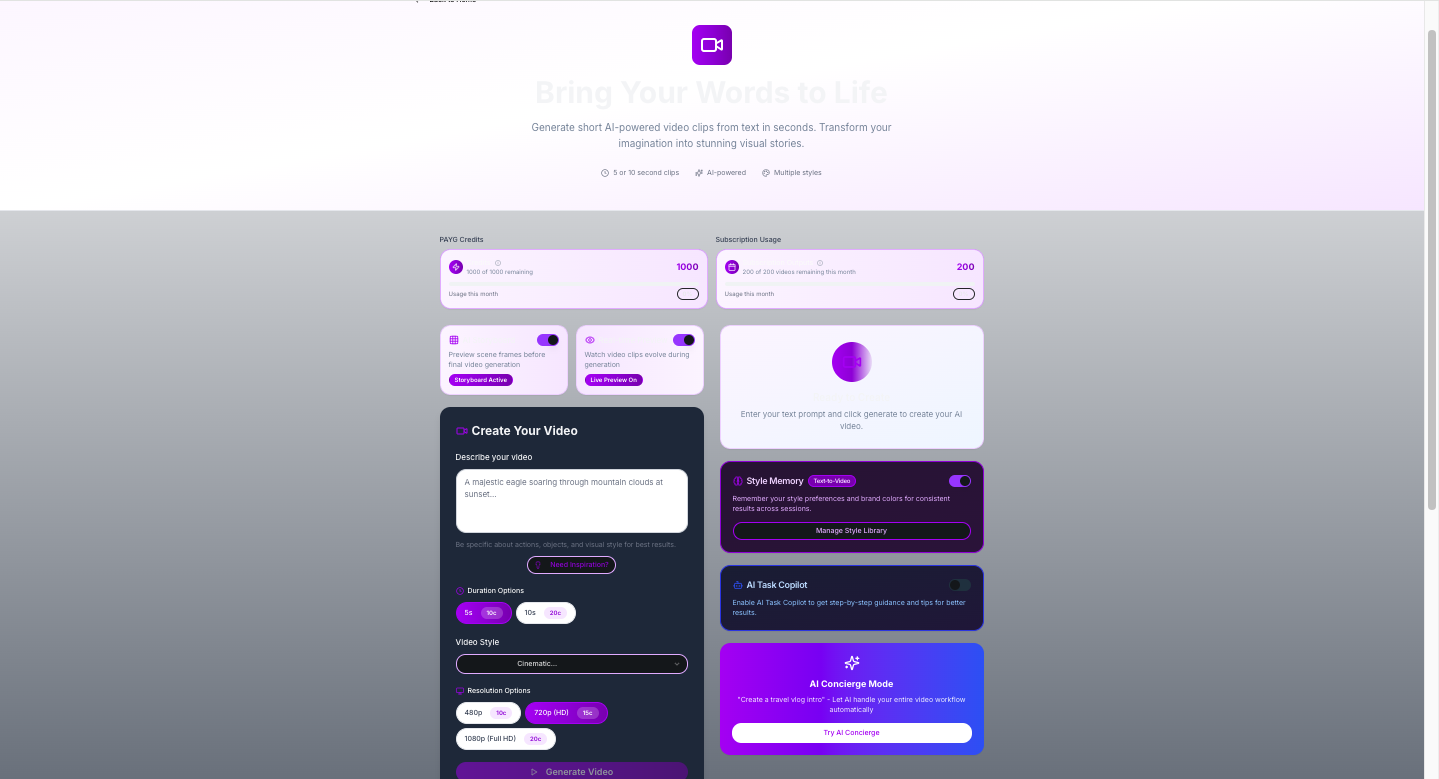 Back to Home
Bring Your Words to Life
Generate short AI-powered video clips from text in seconds. Transform your
imagination into stunning visual stories.
5 or 10 second clips
AI-powered
Multiple styles
PAYG Credits
1000 of 1000 remaining
1000
Usage this month
Subscription Usage
200 of 200 videos remaining this month
200
Usage this month
Preview scene frames before
final video generation
Storyboard Active
Watch video clips evolve during
generation
Live Preview On
Create Your Video
Describe your video
A majestic eagle soaring through mountain clouds at
sunset...
Be specific about actions, objects, and visual style for best results.
Need Inspiration?
Duration Options
5s 10c
10s 20c
Video Style
Cinematic...
Resolution Options
480p 10c
720p (HD) 15c
1080p (Full HD) 20c
Generate Video
Enter your text prompt and click generate to create your AI
video.
Style Memory
Text-to-Video
Remember your style preferences and brand colors for consistent
results across sessions.
Manage Style Library
AI Task Copilot
Enable AI Task Copilot to get step-by-step guidance and tips for better
results.
AI Concierge Mode
"Create a travel vlog intro" - Let AI handle your entire video workflow
automatically
Try AI Concierge